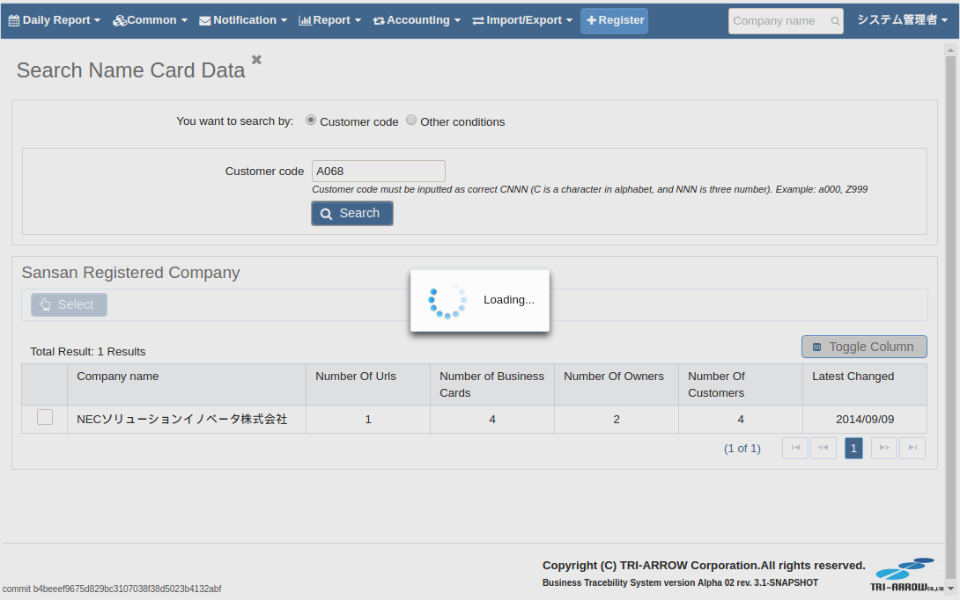 Daily Report Common Notification Report Accounting Import/Export Register Company name システム管理者
Search Name Card Data
You want to search by: Customer code Other conditions
Customer code A068
Customer code must be inputted as correct CNNN (C is a character in alphabet, and NNN is three number). Example: a000, Z999
Search
Sansan Registered Company
Select
Loading...
Total Result: 1 Results
Toggle Column
Company name Number Of Urls Number of Business Cards Number Of Owners Number Of Customers Latest Changed
NECソリューションイノベータ株式会社 1 4 2 4 2014/09/09
(1 of 1) 1
Copyright (C) TRI-ARROW Corporation.All rights reserved.
Business Tracebility System version Alpha 02 rev. 3.1-SNAPSHOT
TRI-ARROW CO.,LTD
commit b4beeef9675d829bc3107038f38d5023b4132abf